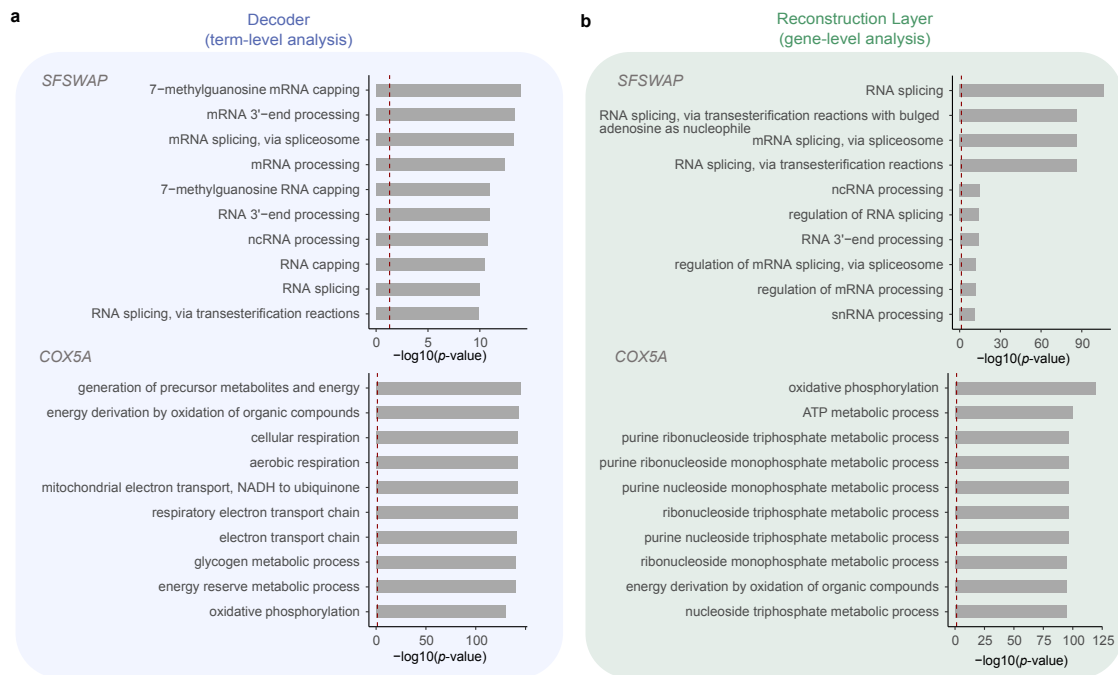 a
Decoder
(term-level analysis)
SFSWAP
7−methylguanosine mRNA capping
mRNA 3'−end processing
mRNA splicing, via spliceosome
mRNA processing
7−methylguanosine RNA capping
RNA 3'−end processing
ncRNA processing
RNA capping
RNA splicing
RNA splicing, via transesterification reactions
0 5 10
−log10(p-value)
COX5A
generation of precursor metabolites and energy
energy derivation by oxidation of organic compounds
cellular respiration
aerobic respiration
mitochondrial electron transport, NADH to ubiquinone
respiratory electron transport chain
electron transport chain
glycogen metabolic process
energy reserve metabolic process
oxidative phosphorylation
0 50 100
−log10(p-value)
b
Reconstruction Layer
(gene-level analysis)
SFSWAP
RNA splicing
RNA splicing, via transesterification reactions with bulged
adenosine as nucleophile
mRNA splicing, via spliceosome
RNA splicing, via transesterification reactions
ncRNA processing
regulation of RNA splicing
RNA 3'−end processing
regulation of mRNA splicing, via spliceosome
regulation of mRNA processing
snRNA processing
0 30 60 90
−log10(p-value)
COX5A
oxidative phosphorylation
ATP metabolic process
purine ribonucleoside triphosphate metabolic process
purine ribonucleoside monophosphate metabolic process
purine nucleoside monophosphate metabolic process
ribonucleoside triphosphate metabolic process
purine nucleoside triphosphate metabolic process
ribonucleoside monophosphate metabolic process
energy derivation by oxidation of organic compounds
nucleoside triphosphate metabolic process
0 25 50 75 100 125
−log10(p-value)